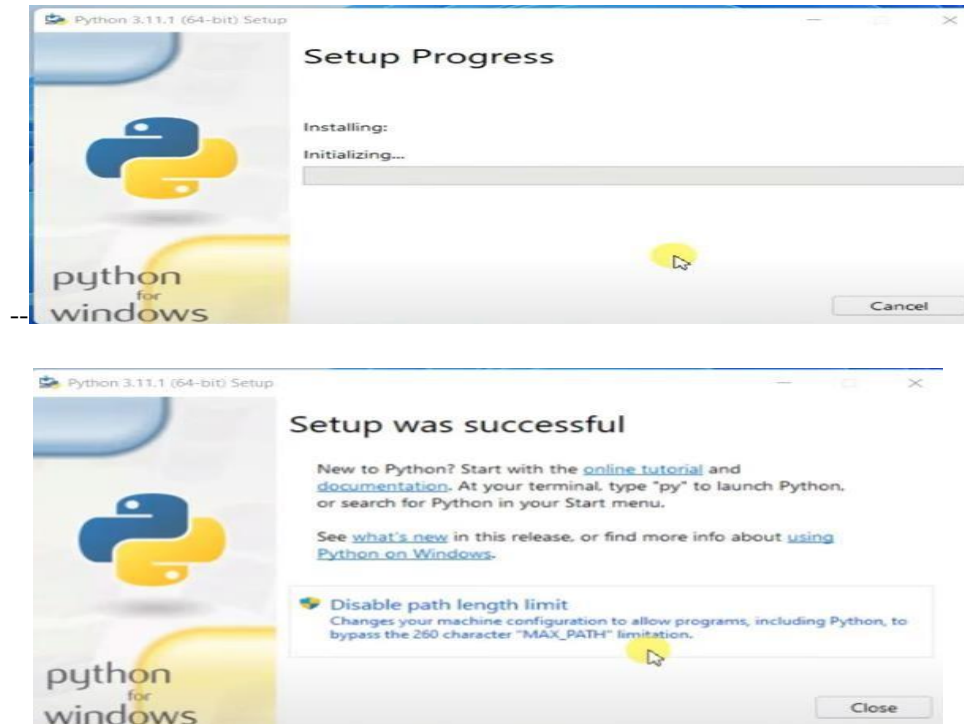 Python 3.11.1 (64-bit) Setup
Setup Progress
Installing:
Initializing...
python
for
windows
Cancel
--
Python 3.11.1 (64-bit) Setup
Setup was successful
New to Python? Start with the online tutorial and
documentation. At your terminal, type "py" to launch Python,
or search for Python in your Start menu.
See what's new in this release, or find more info about using
Python on Windows.
Disable path length limit
Changes your machine configuration to allow programs, including Python, to
bypass the 260 character "MAX_PATH" limitation.
python
for
windows
Close